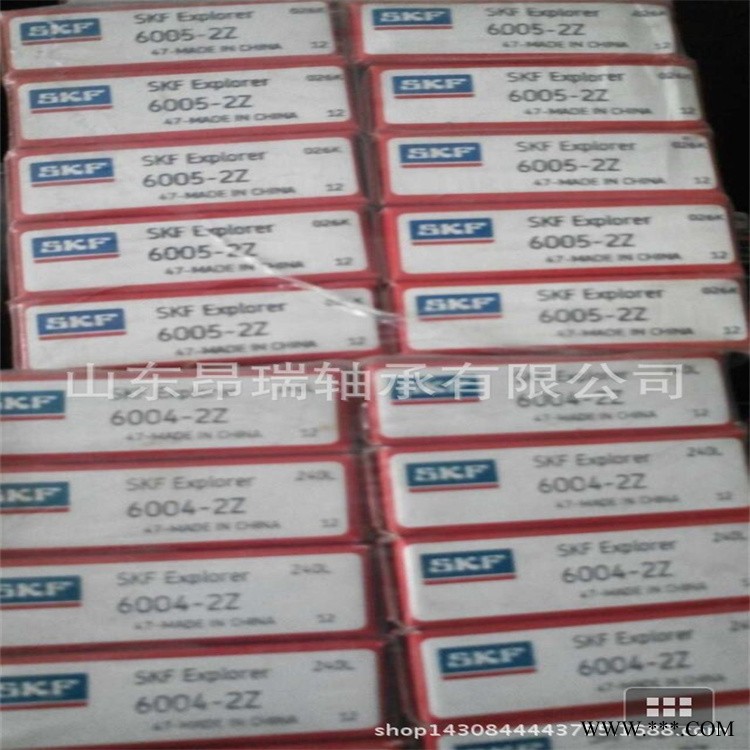 SKF SKF Explorer 026K
6005-2Z
47-MADE IN CHINA 12
SKF SKF Explorer 026K
6005-2Z
47-MADE IN CHINA 12
SKF SKF Explorer 026K
6005-2Z
47-MADE IN CHINA 12
SKF SKF Explorer 026K
6005-2Z
47-MADE IN CHINA 12
SKF SKF Explorer 026K
6005-2Z
47-MADE IN CHINA 12
SKF SKF Explorer 026K
6005-2Z
47-MADE IN CHINA 12
SKF SKF Explorer 026K
6005-2Z
47-MADE IN CHINA 12
SKF SKF Explorer 026K
6005-2Z
47-MADE IN CHINA 12
SKF SKF Explorer
6005-2Z
47-MADE IN CHINA 12
SKF SKF Explorer 026K
6005-2Z
47-MADE IN CHINA 12
山东昂瑞轴承有限公司
SKF
6004-2Z
47-MADE IN CHINA 12
SKF
6004-2Z
47-MADE IN CHINA 12
SKF SKF Explorer 240L
6004-2Z
47-MADE IN CHINA 12
SKF SKF Explorer 240L
6004-2Z
47-MADE IN CHINA 12
SKF SKF Explorer 240L
6004-2Z
47-MADE IN CHINA 12
SKF SKF Explorer 240L
6004-2Z
47-MADE IN CHINA 12
SKF SKF Explorer 240L
6004-2Z
47-MADE IN CHINA 12
SKF SKF Explorer
6004-2Z
47-MADE IN CHINA
WWW.***.COM